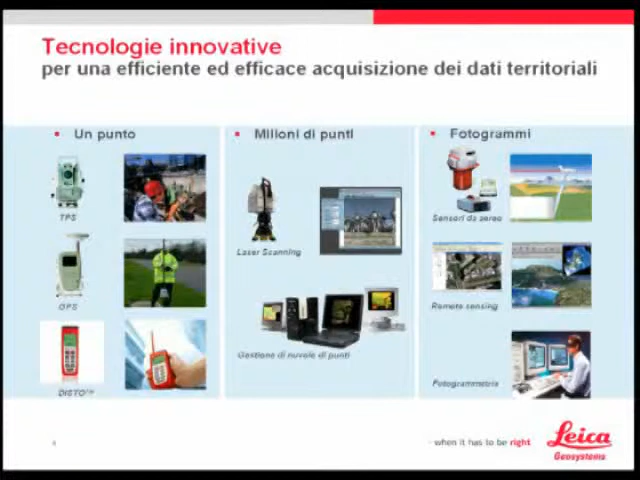 Tecnologie innovative
per una efficiente ed efficace acquisizione dei dati territoriali
Un punto
TPS
GPS
DISTO™
Milioni di punti
Laser Scanning
Gestione di nuvole di punti
Fotogrammi
Sensori da aereo
Remote sensing
Fotogrammetria
- when it has to be right
Leica
Geosystems